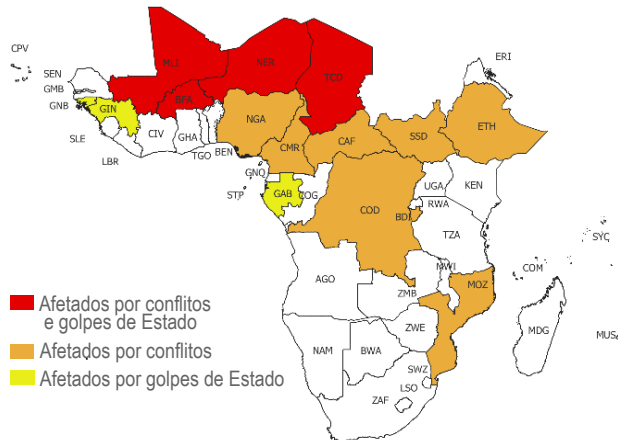 CPV
MLI
NER
TCD
ERI
SEN
GMB
GNB
GIN
BFA
NGA
ETH
SLE
CIV
GHA
BEN
CMR
CAF
SSD
LBR
TGO
GNQ
STP
GAB
COG
COD
UGA
KEN
RWA
BDI
TZA
SYC
AGO
MWI
COM
ZMB
MOZ
ZWE
MDG
MUS
NAM
BWA
SWZ
LSO
ZAF
Afetados por conflitos
e golpes de Estado
Afetados por conflitos
Afetados por golpes de Estado